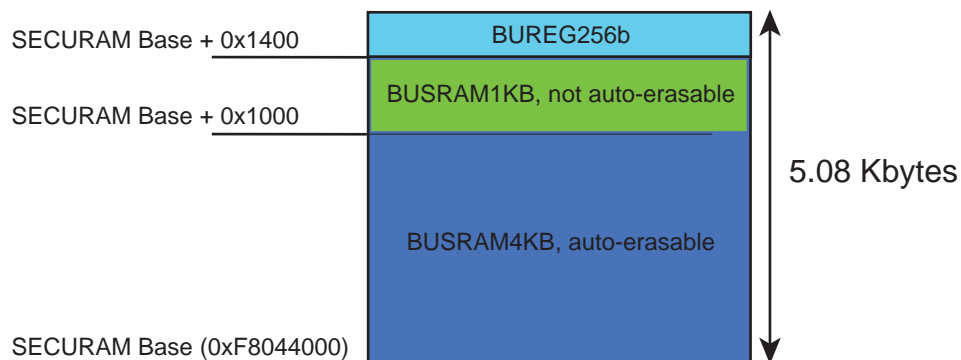 BUREG256b
SECURAM Base + 0x1400
BUSRAM1KB, not auto-erasable
SECURAM Base + 0x1000
5.08 Kbytes
BUSRAM4KB, auto-erasable
SECURAM Base (0xF8044000)